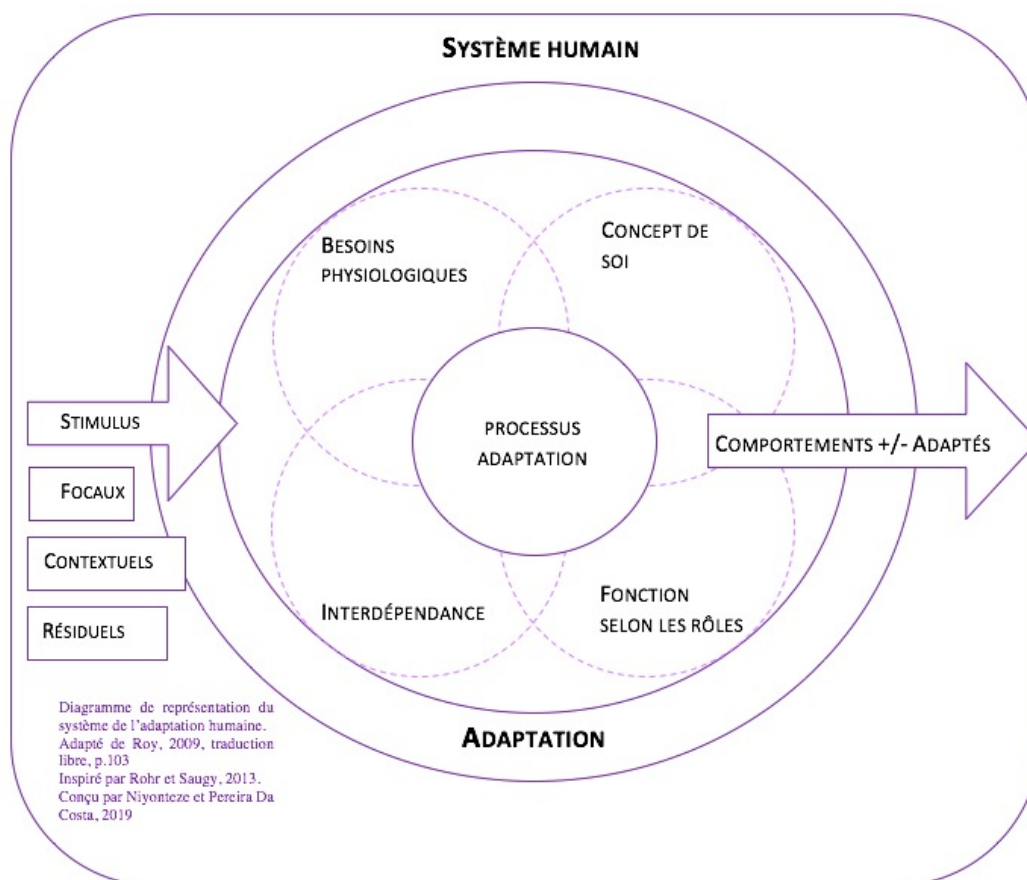 SYSTÈME HUMAIN
BESOINS
PHYSIOLOGIQUES
CONCEPT DE
SOI
STIMULUS
FOCAUX
CONTEXTUELS
RÉSIDUELS
PROCESSUS
ADAPTATION
COMPORTEMENTS +/- ADAPTÉS
INTERDÉPENDANCE
FONCTION
SELON LES RÔLES
ADAPTATION
Diagramme de représentation du
système de l'adaptation humaine.
Adapté de Roy, 2009, traduction
libre, p.103
Inspiré par Rohr et Saugy, 2013.
Conçu par Niyonteze et Pereira Da
Costa, 2019